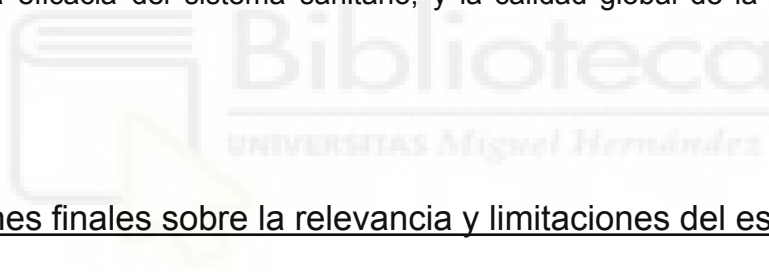 eficacia del sistema sanitario, y la calidad global de la
Biblioteca
UNIVERSITAS Miguel Hernández
nes finales sobre la relevancia y limitaciones del es